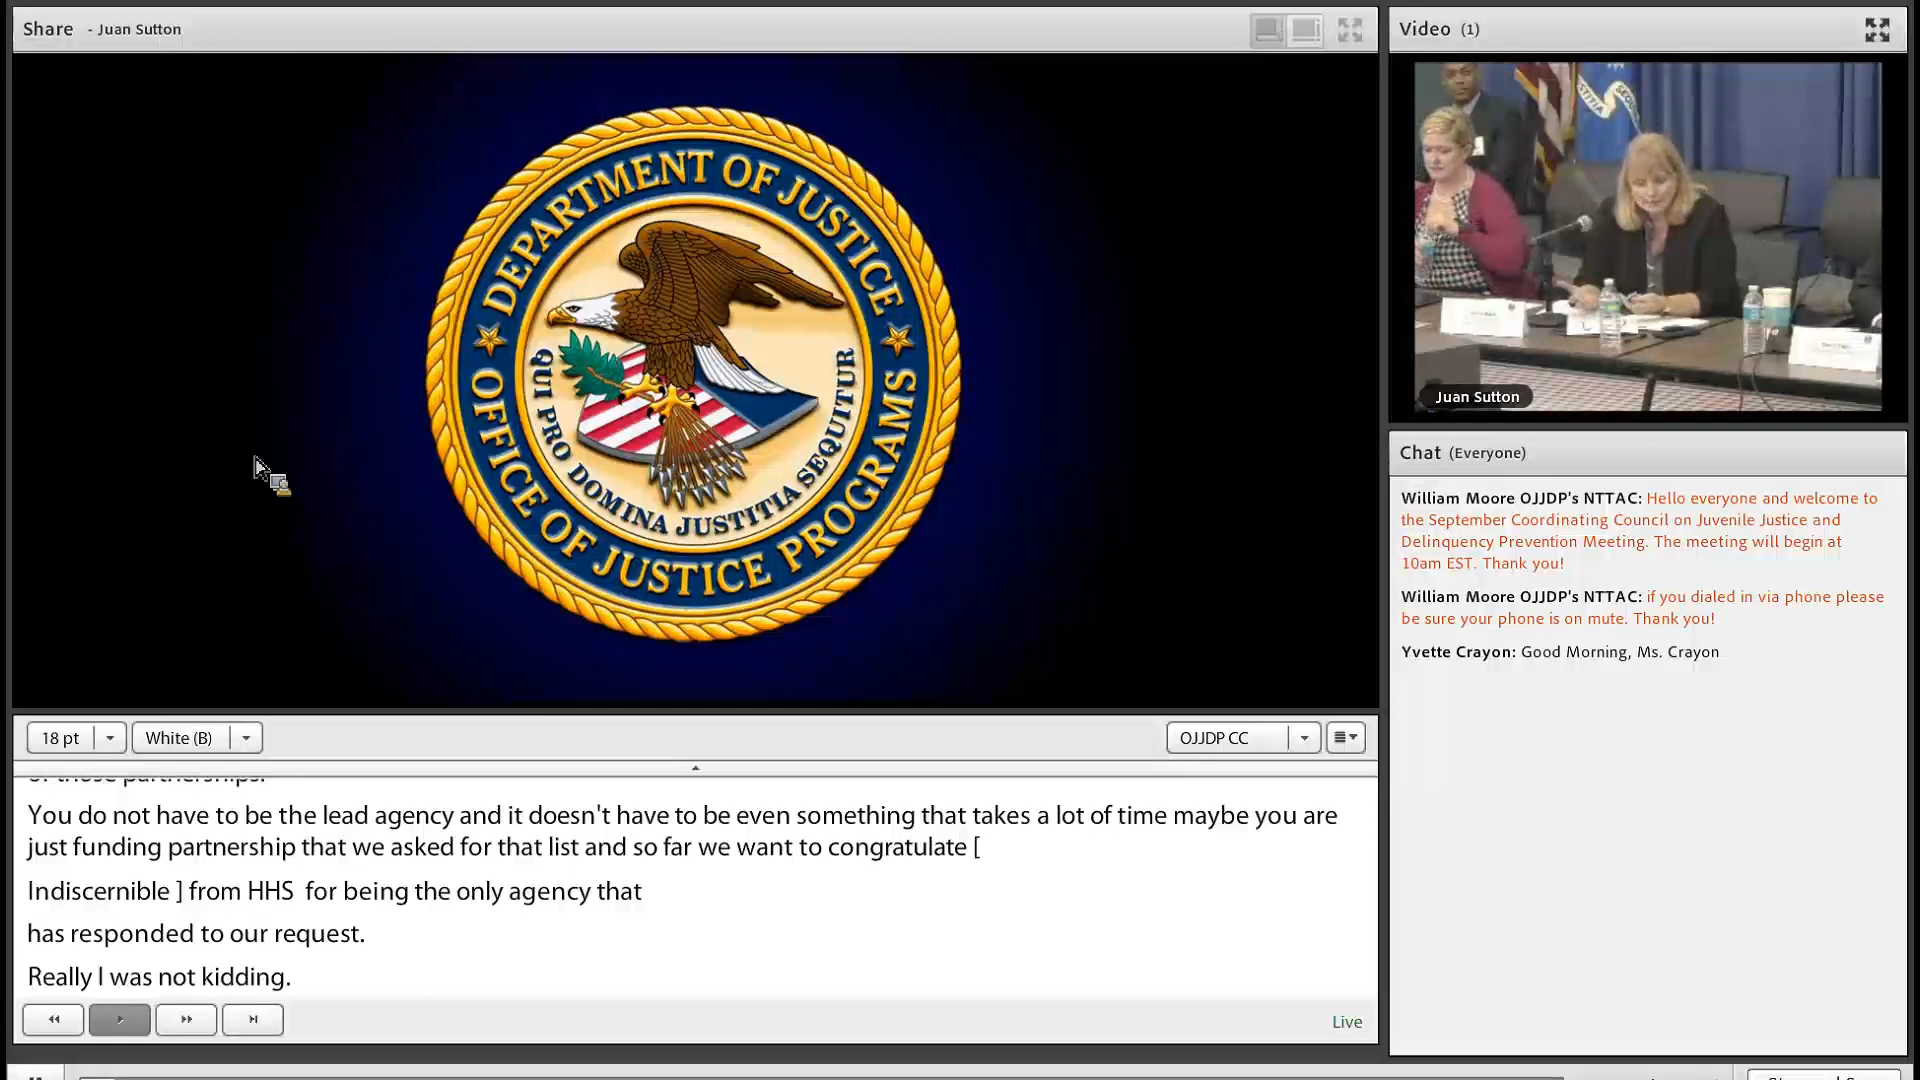 Share - Juan Sutton
DEPARTMENT OF JUSTICE
OFFICE OF JUSTICE PROGRAMS
QUI PRO DOMINA JUSTITIA SEQUITUR
18 pt
White (B)
OJJDP CC
of those partnerships.
You do not have to be the lead agency and it doesn't have to be even something that takes a lot of time maybe you are
just funding partnership that we asked for that list and so far we want to congratulate [
Indiscernible ] from HHS for being the only agency that
has responded to our request.
Really I was not kidding.
Live
Video (1)
Juan Sutton
Chat (Everyone)
William Moore OJJDP's NTTAC: Hello everyone and welcome to
the September Coordinating Council on Juvenile Justice and
Delinquency Prevention Meeting. The meeting will begin at
10am EST. Thank you!
William Moore OJJDP's NTTAC: if you dialed in via phone please
be sure your phone is on mute. Thank you!
Yvette Crayon: Good Morning, Ms. Crayon